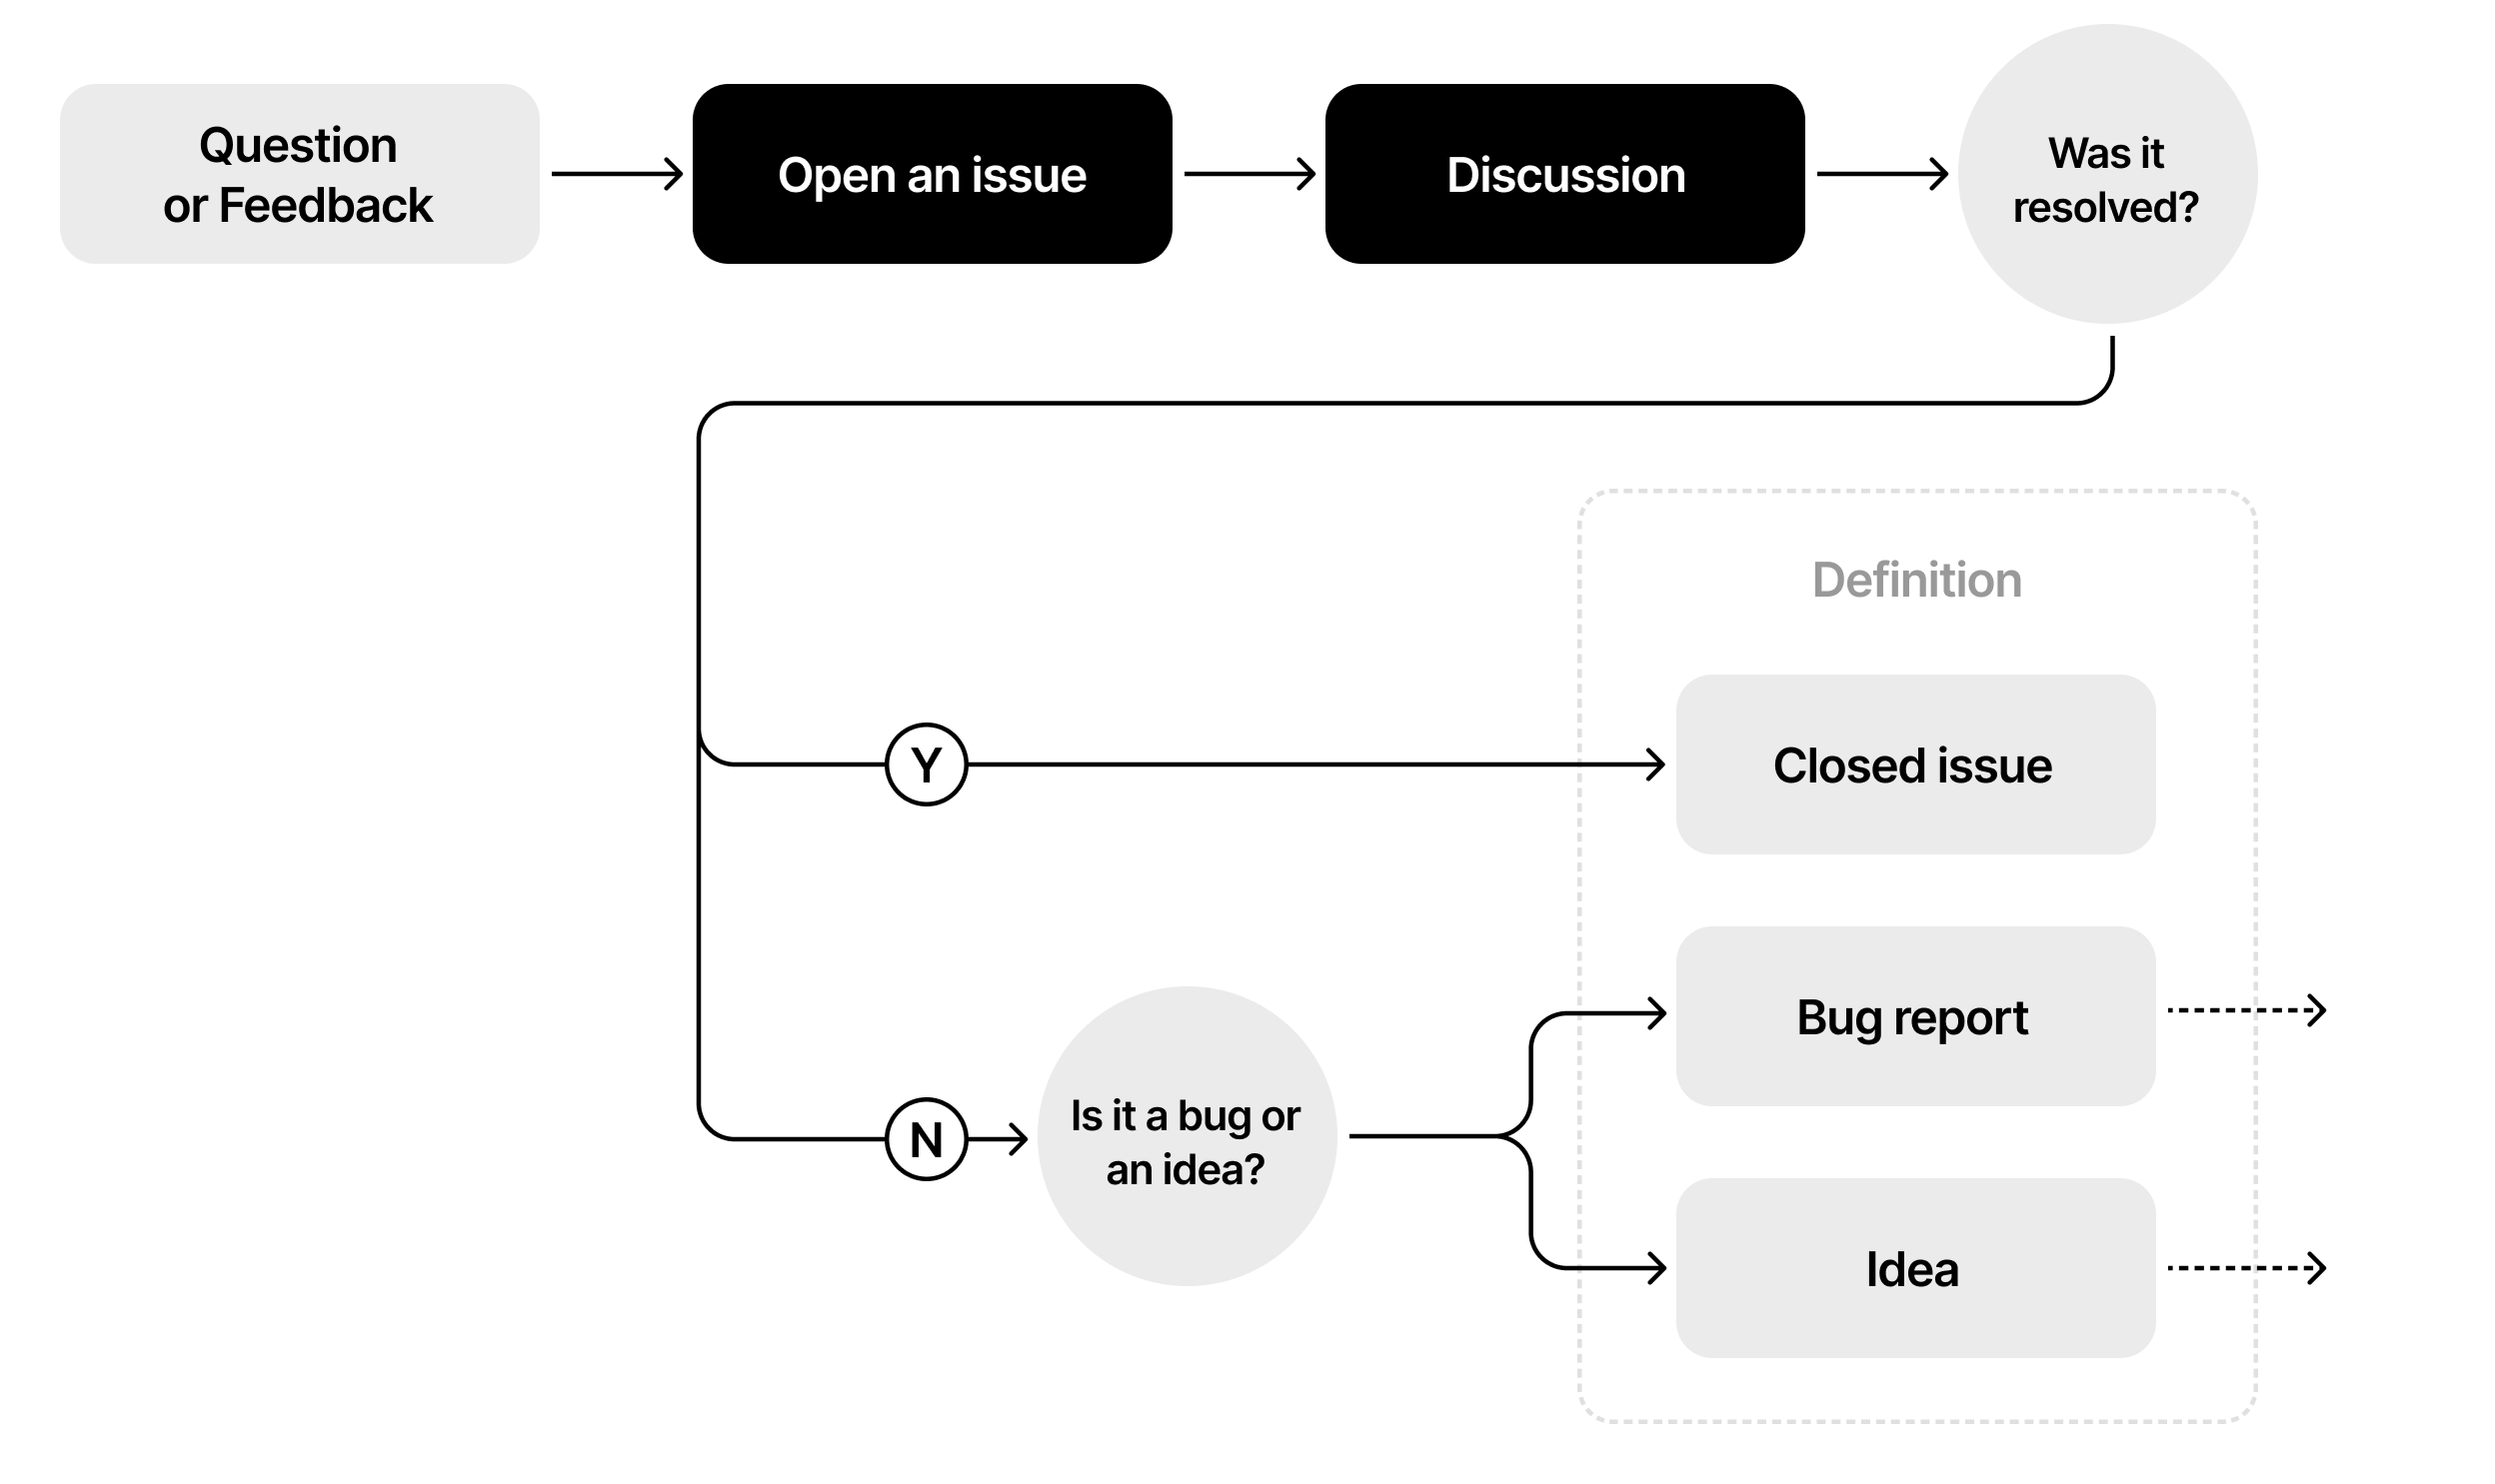 Question
or Feedback
Open an issue
Discussion
Was it
resolved?
Definition
Y
Closed issue
Bug report
N
Is it a bug or
an idea?
Idea